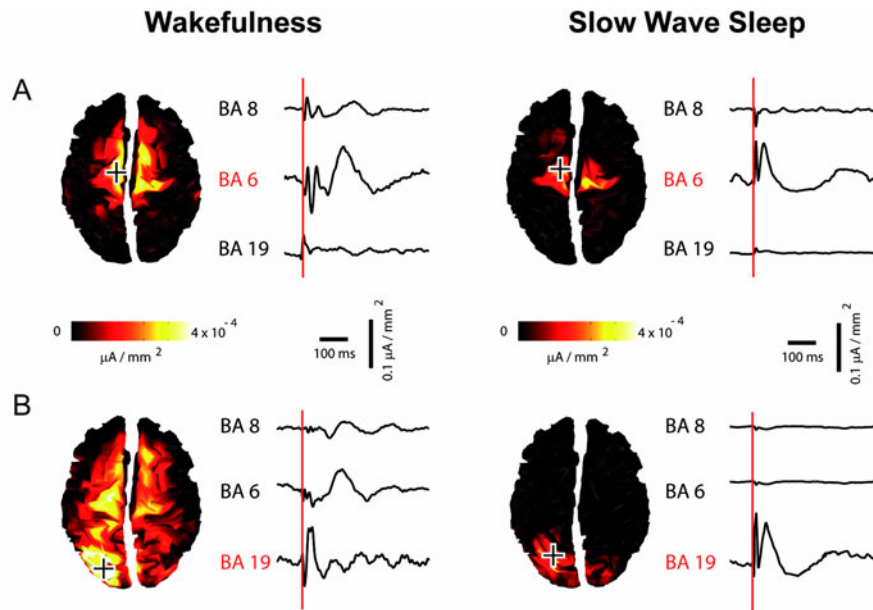 Wakefulness
Slow Wave Sleep
A
BA 8
BA 6
BA 19
BA 8
BA 6
BA 19
0
4 x 10⁻⁴
µA / mm²
100 ms
0.1 µA / mm²
0
4 x 10⁻⁴
µA / mm²
100 ms
0.1 µA / mm²
B
BA 8
BA 6
BA 19
BA 8
BA 6
BA 19